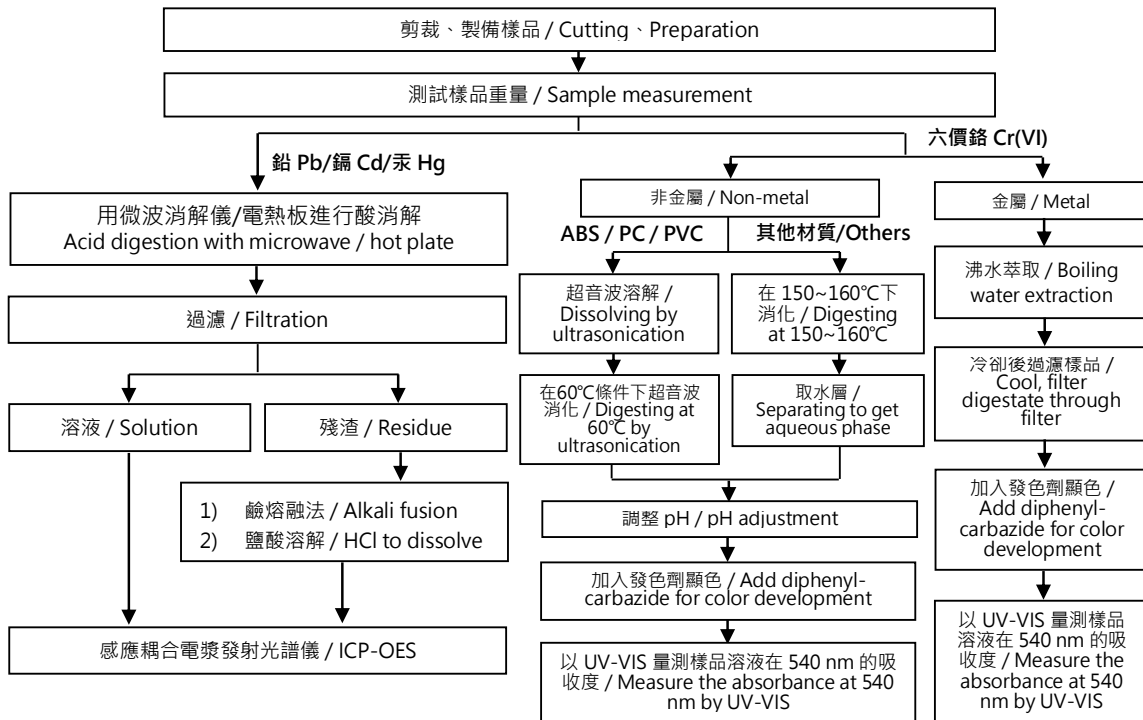 剪裁、製備樣品 / Cutting、Preparation
測試樣品重量 / Sample measurement
鉛 Pb/鎘 Cd/汞 Hg
用微波消解儀/電熱板進行酸消解
Acid digestion with microwave / hot plate
過濾 / Filtration
溶液 / Solution
殘渣 / Residue
1) 鹼熔融法 / Alkali fusion
2) 鹽酸溶解 / HCl to dissolve
感應耦合電漿發射光譜儀 / ICP-OES
六價鉻 Cr(VI)
非金屬 / Non-metal
ABS / PC / PVC
超音波溶解 /
Dissolving by
ultrasonication
在60℃條件下超音波
消化 / Digesting at
60℃ by
ultrasonication
其他材質/Others
在 150~160℃下
消化 / Digesting
at 150~160℃
取水層 /
Separating to get
aqueous phase
調整 pH / pH adjustment
加入發色劑顯色 / Add diphenyl-
carbazide for color development
以 UV-VIS 量測樣品溶液在 540 nm 的吸
收度 / Measure the absorbance at 540
nm by UV-VIS
金屬 / Metal
沸水萃取 / Boiling
water extraction
冷卻後過濾樣品 /
Cool, filter
digestate through
filter
加入發色劑顯色 /
Add diphenyl-
carbazide for color
development
以 UV-VIS 量測樣品
溶液在 540 nm 的吸
收度 / Measure the
absorbance at 540
nm by UV-VIS